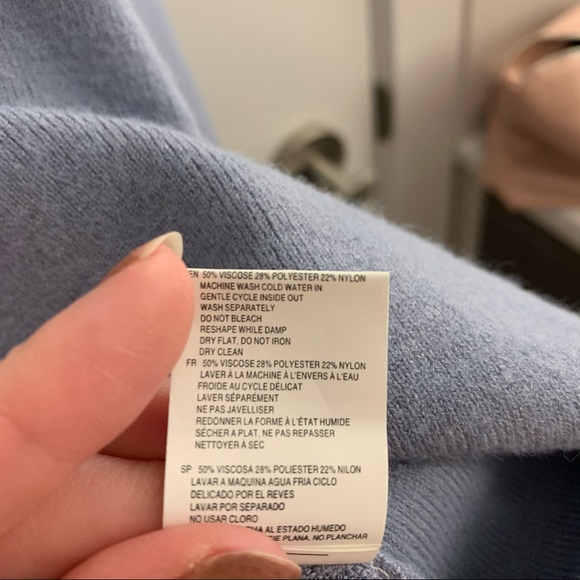 EN 50% VISCOSE 28% POLYESTER 22% NYLON
MACHINE WASH COLD WATER IN
GENTLE CYCLE INSIDE OUT
WASH SEPARATELY
DO NOT BLEACH
RESHAPE WHILE DAMP
DRY FLAT, DO NOT IRON
DRY CLEAN
FR 50% VISCOSE 28% POLYESTER 22% NYLON
LAVER À LA MACHINE À L'ENVERS À L'EAU
FROIDE AU CYCLE DÉLICAT
LAVER SÉPARÉMENT
NE PAS JAVELLISER
REDONNER LA FORME À L'ÉTAT HUMIDE
SÉCHER A PLAT, NE PAS REPASSER
NETTOYER À SEC
SP 50% VISCOSA 28% POLIESTER 22% NILON
LAVAR A MAQUINA AGUA FRIA CICLO
DELICADO POR EL REVES
LAVAR POR SEPARADO
NO USAR CLORO
AL ESTADO HUMEDO
PLANA, NO PLANCHAR